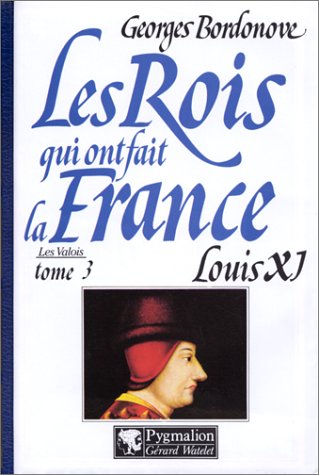 Georges Bordonove
Les Rois
qui ont fait
la France
Les Valois
tome 3
Louis XI
Pygmalion
Gérard Watelet